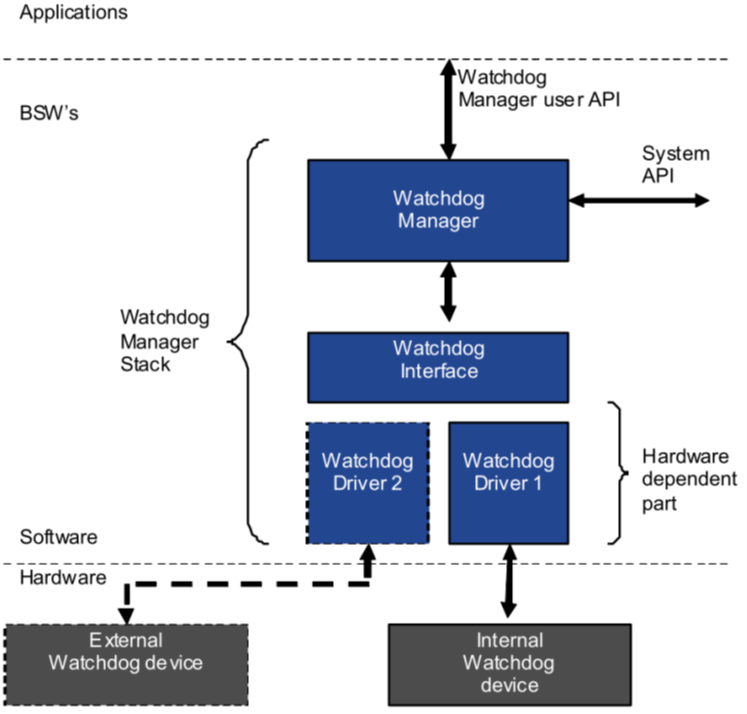 Applications
Watchdog
Manager user API
BSW's
System
API
Watchdog
Manager
Watchdog
Manager
Stack
Watchdog
Interface
Watchdog
Driver 2
Watchdog
Driver 1
Hardware
dependent
part
Software
Hardware
External
Watchdog device
Internal
Watchdog
device